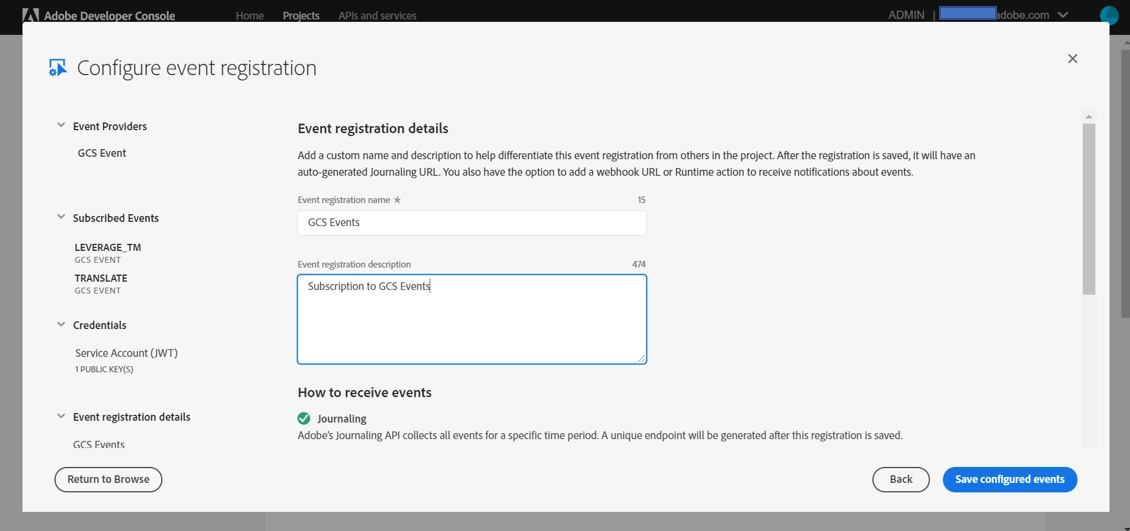 Adobe Developer Console
Home
Projects
APIs and services
ADMIN |
adobe.com
Configure event registration
Event Providers
GCS Event
Subscribed Events
LEVERAGE_TM
GCS EVENT
TRANSLATE
GCS EVENT
Credentials
Service Account (JWT)
1 PUBLIC KEY(S)
Event registration details
GCS Events
Event registration details
Add a custom name and description to help differentiate this event registration from others in the project. After the registration is saved, it will have an
auto-generated Journaling URL. You also have the option to add a webhook URL or Runtime action to receive notifications about events.
Event registration name *
15
GCS Events
Event registration description
474
Subscription to GCS Events
How to receive events
Journaling
Adobe's Journaling API collects all events for a specific time period. A unique endpoint will be generated after this registration is saved.
Return to Browse
Back
Save configured events